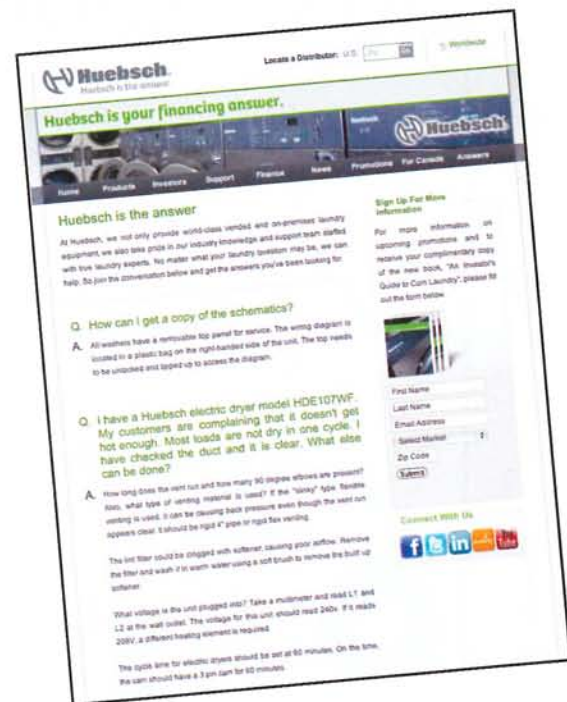 Huebsch
Huebsch is the answer
Locate a Distributor: U.S.
Go
Worldwide
Huebsch is your financing answer.
Huebsch
Home Products Investors Support Finance News Promotions For Canada Answers
Huebsch is the answer
At Huebsch, we not only provide world-class vended and on-premises laundry
equipment, we also take pride in our industry knowledge and support team staffed
with true laundry experts. No matter what your laundry question may be, we can
help. So join the conversation below and get the answers you've been looking for.
Q. How can I get a copy of the schematics?
A. All washers have a removable top panel for service. The wiring diagram is
located in a plastic bag on the right-handed side of the unit. The top needs
to be unlocked and tipped up to access the diagram.
Q. I have a Huebsch electric dryer model HDE107WF.
My customers are complaining that it doesn't get
hot enough. Most loads are not dry in one cycle. I
have checked the duct and it is clear. What else
can be done?
A. How long does the vent run and how many 90 degree elbows are present?
Also, what type of venting material is used? If the "slinky" type flexible
venting is used, it can be causing back pressure even though the vent run
appears clear. It should be rigid 4" pipe or rigid flex venting.
The lint filter could be clogged with softener, causing poor airflow. Remove
the filter and wash it in warm water using a soft brush to remove the built up
softener.
What voltage is the unit plugged into? Take a multimeter and read L1 and
L2 at the wall outlet. The voltage for this unit should read 240v. If it reads
208V, a different heating element is required.
The cycle time for electric dryers should be set at 60 minutes. On the time,
the cam should have a 3 pin cam for 60 minutes.
Sign Up For More
Information
For more information on
upcoming promotions and to
receive your complimentary copy
of the new book, "An Investor's
Guide to Coin Laundry", please fill
out the form below.
First Name
Last Name
Email Address
Select Market
Zip Code
Submit
Connect With Us
f
in
You
Tube